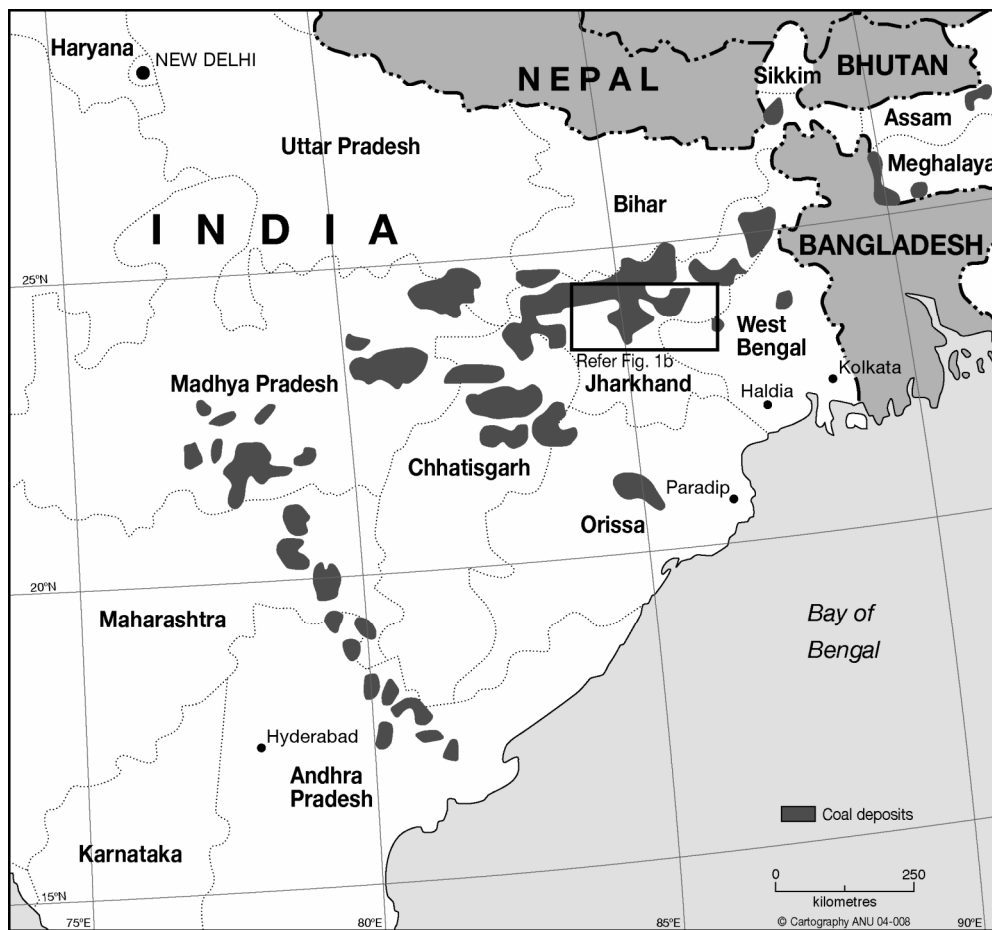 Haryana
NEW DELHI
NEPAL
Sikkim
BHUTAN
Assam
Uttar Pradesh
Meghalaya
Bihar
INDIA
BANGLADESH
25°N
West
Bengal
Refer Fig. 1b
Kolkata
Madhya Pradesh
Jharkhand
Haldia
Chhatisgarh
Paradip
Orissa
20°N
Maharashtra
Bay of
Bengal
Hyderabad
Andhra
Pradesh
Coal deposits
Karnataka
0 250
kilometres
15°N
75°E
80°E
85°E
© Cartography ANU 04-008
90°E